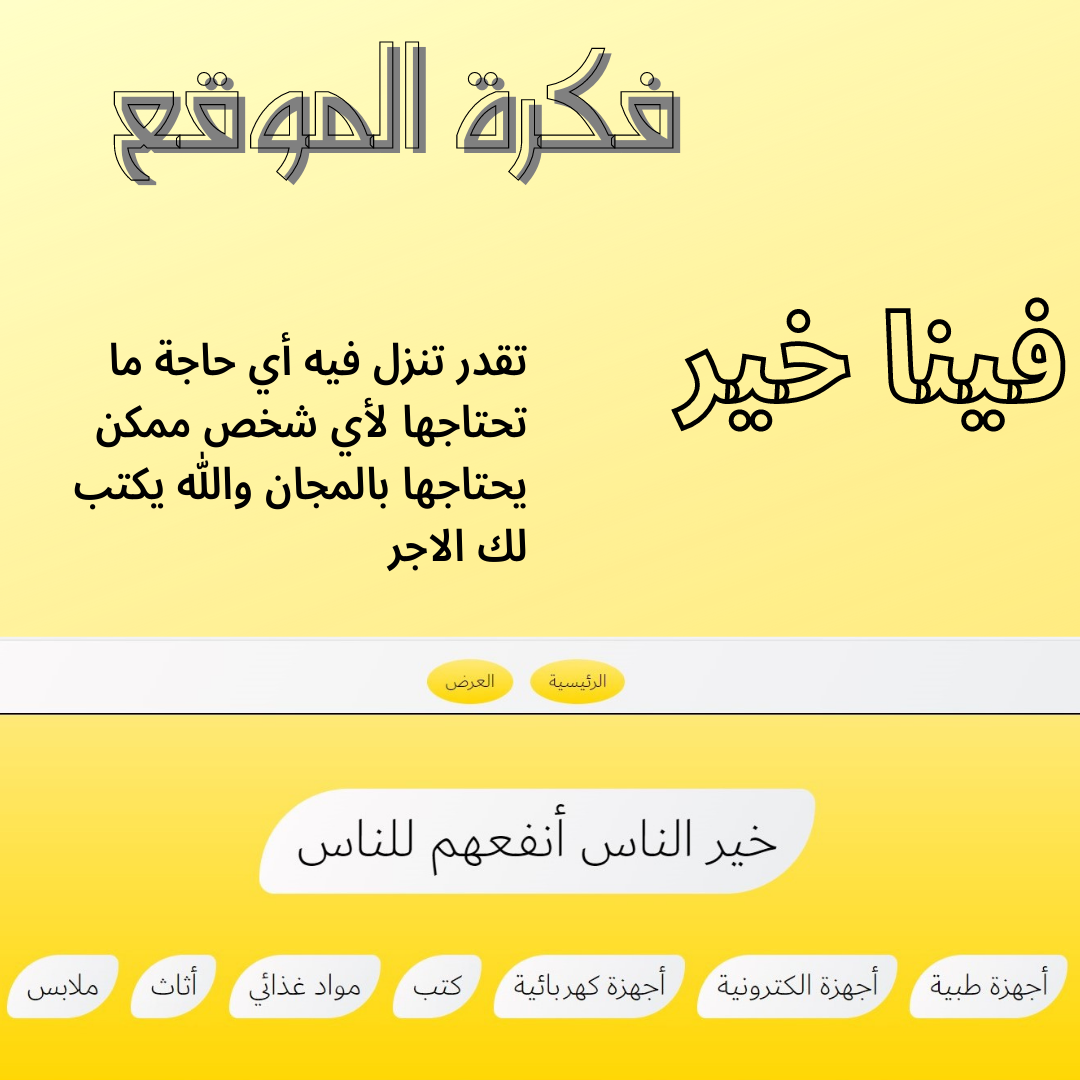 فكرة الموقع
فينا خير
تقدر تنزل فيه أي حاجة ما
تحتاجها لأي شخص ممكن
يحتاجها بالمجان والله يكتب
لك الاجر
الرئيسية
العرض
خير الناس أنفعهم للناس
أجهزة طبية
أجهزة الكترونية
أجهزة كهربائية
كتب
مواد غذائي
أثاث
ملابس